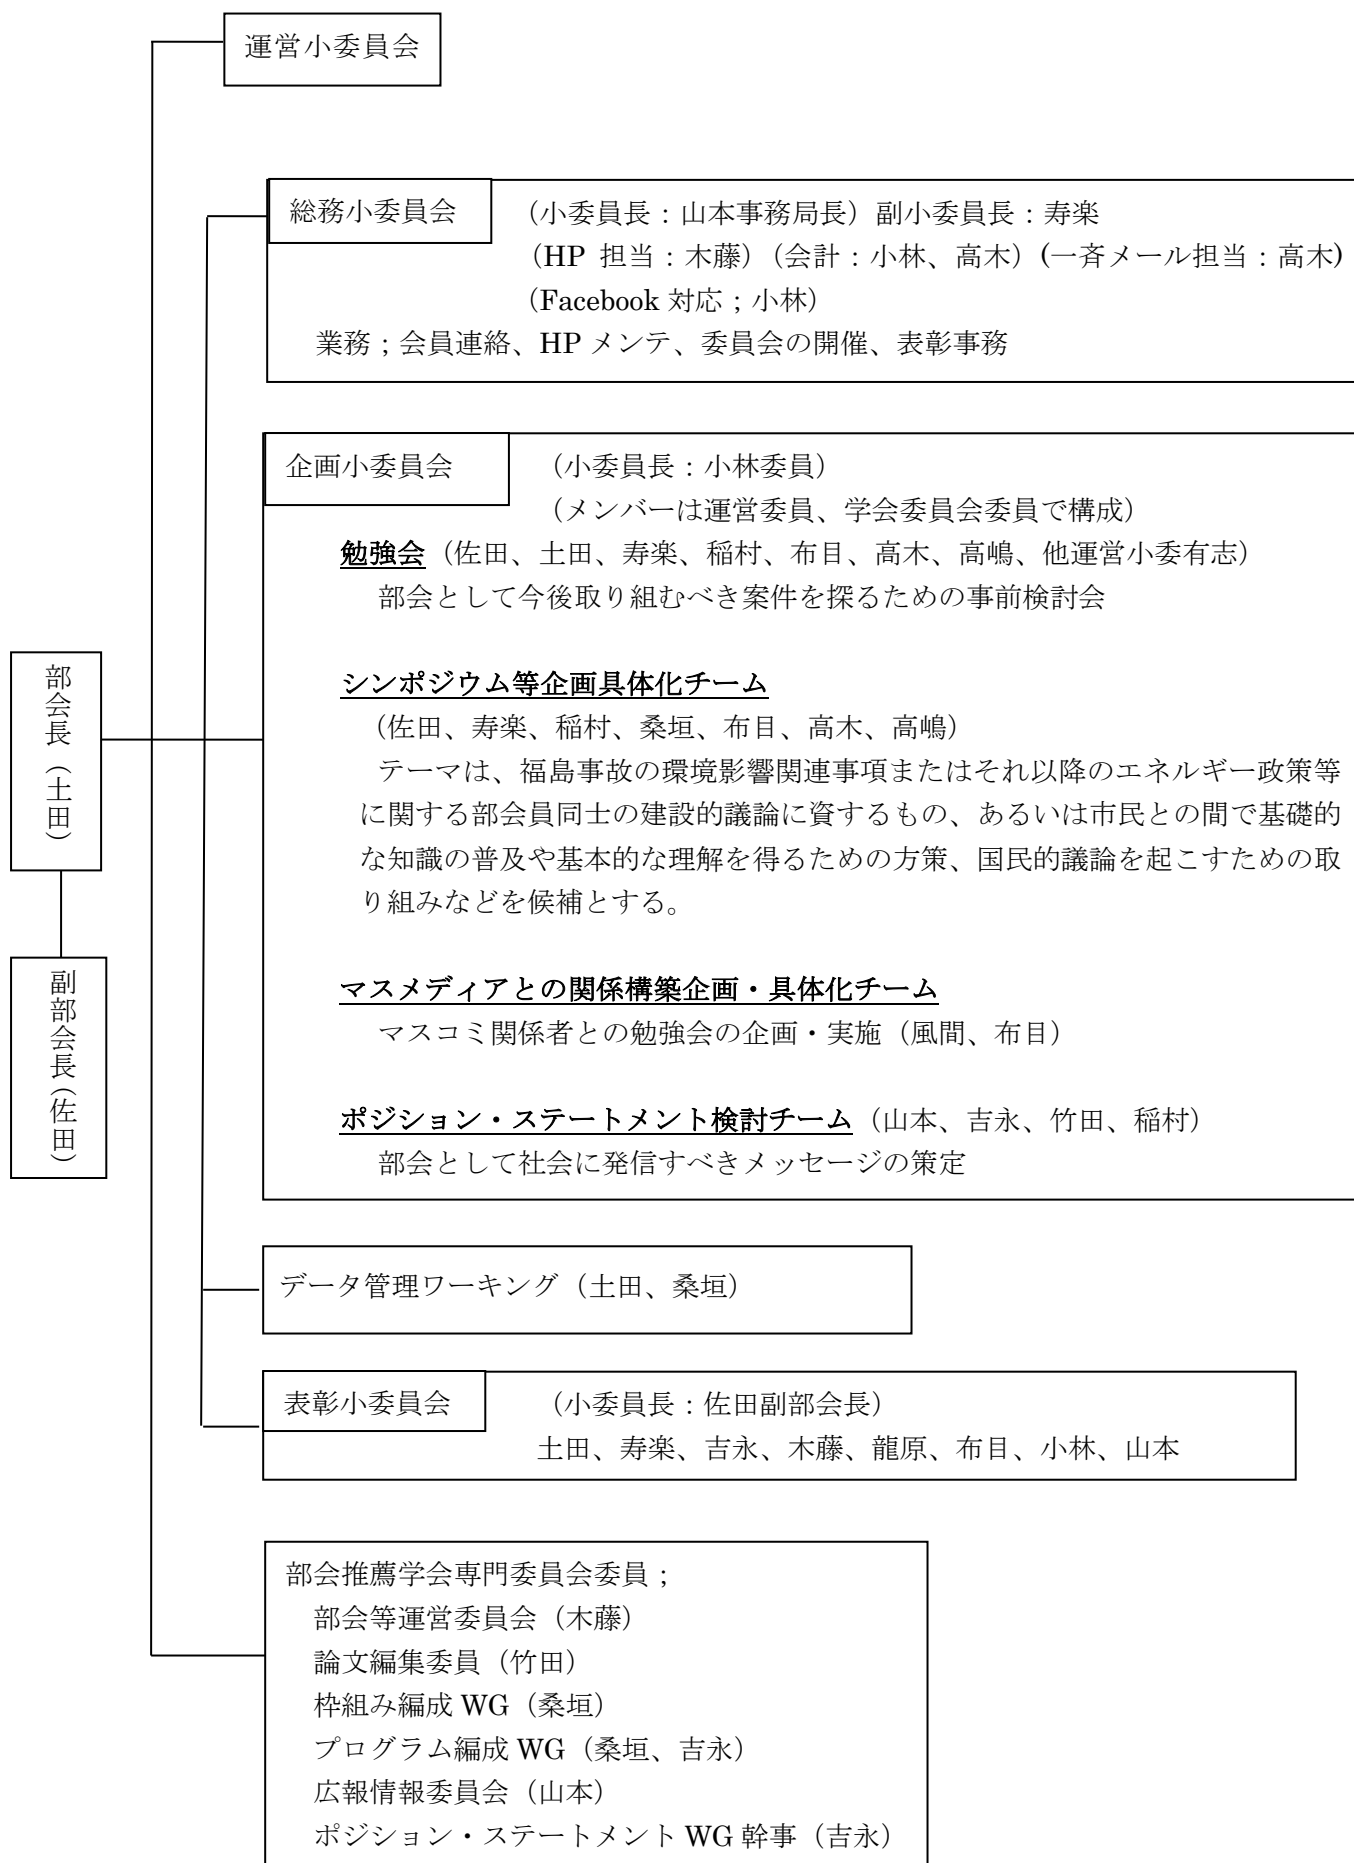 運営小委員会
総務小委員会 (小委員長:山本事務局長)副小委員長:寿楽
(HP 担当:木藤)(会計:小林、高木)(一斉メール担当:高木)
(Facebook 対応;小林)
業務;会員連絡、HP メンテ、委員会の開催、表彰事務
企画小委員会 (小委員長:小林委員)
(メンバーは運営委員、学会委員会委員で構成)
勉強会(佐田、土田、寿楽、稲村、布目、高木、高嶋、他運営小委有志)
部会として今後取り組むべき案件を探るための事前検討会
シンポジウム等企画具体化チーム
(佐田、寿楽、稲村、桑垣、布目、高木、高嶋)
テーマは、福島事故の環境影響関連事項またはそれ以降のエネルギー政策等
に関する部会員同士の建設的議論に資するもの、あるいは市民との間で基礎的
な知識の普及や基本的な理解を得るための方策、国民的議論を起こすための取
り組みなどを候補とする。
マスメディアとの関係構築企画・具体化チーム
マスコミ関係者との勉強会の企画・実施(風間、布目)
ポジション・ステートメント検討チーム(山本、吉永、竹田、稲村)
部会として社会に発信すべきメッセージの策定
部会長(土田)
副部会長(佐田)
データ管理ワーキング(土田、桑垣)
表彰小委員会 (小委員長:佐田副部会長)
土田、寿楽、吉永、木藤、龍原、布目、小林、山本
部会推薦学会専門委員会委員;
部会等運営委員会(木藤)
論文編集委員(竹田)
枠組み編成 WG(桑垣)
プログラム編成 WG(桑垣、吉永)
広報情報委員会(山本)
ポジション・ステートメント WG 幹事(吉永)